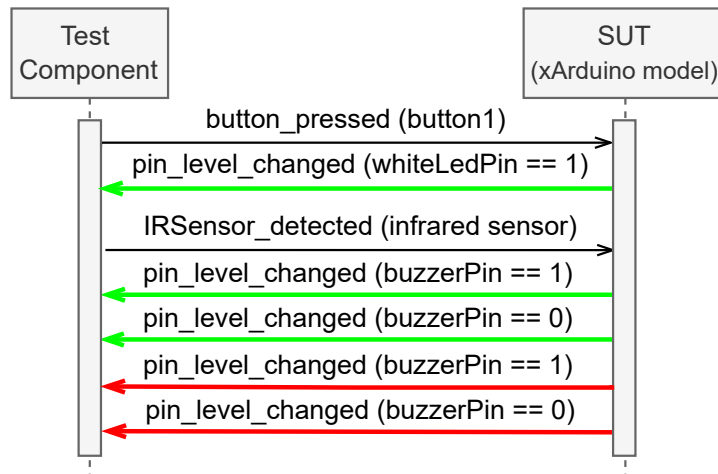 Test
Component
SUT
(xArduino model)
button_pressed (button1)
pin_level_changed (whiteLedPin == 1)
IRSensor_detected (infrared sensor)
pin_level_changed (buzzerPin == 1)
pin_level_changed (buzzerPin == 0)
pin_level_changed (buzzerPin == 1)
pin_level_changed (buzzerPin == 0)